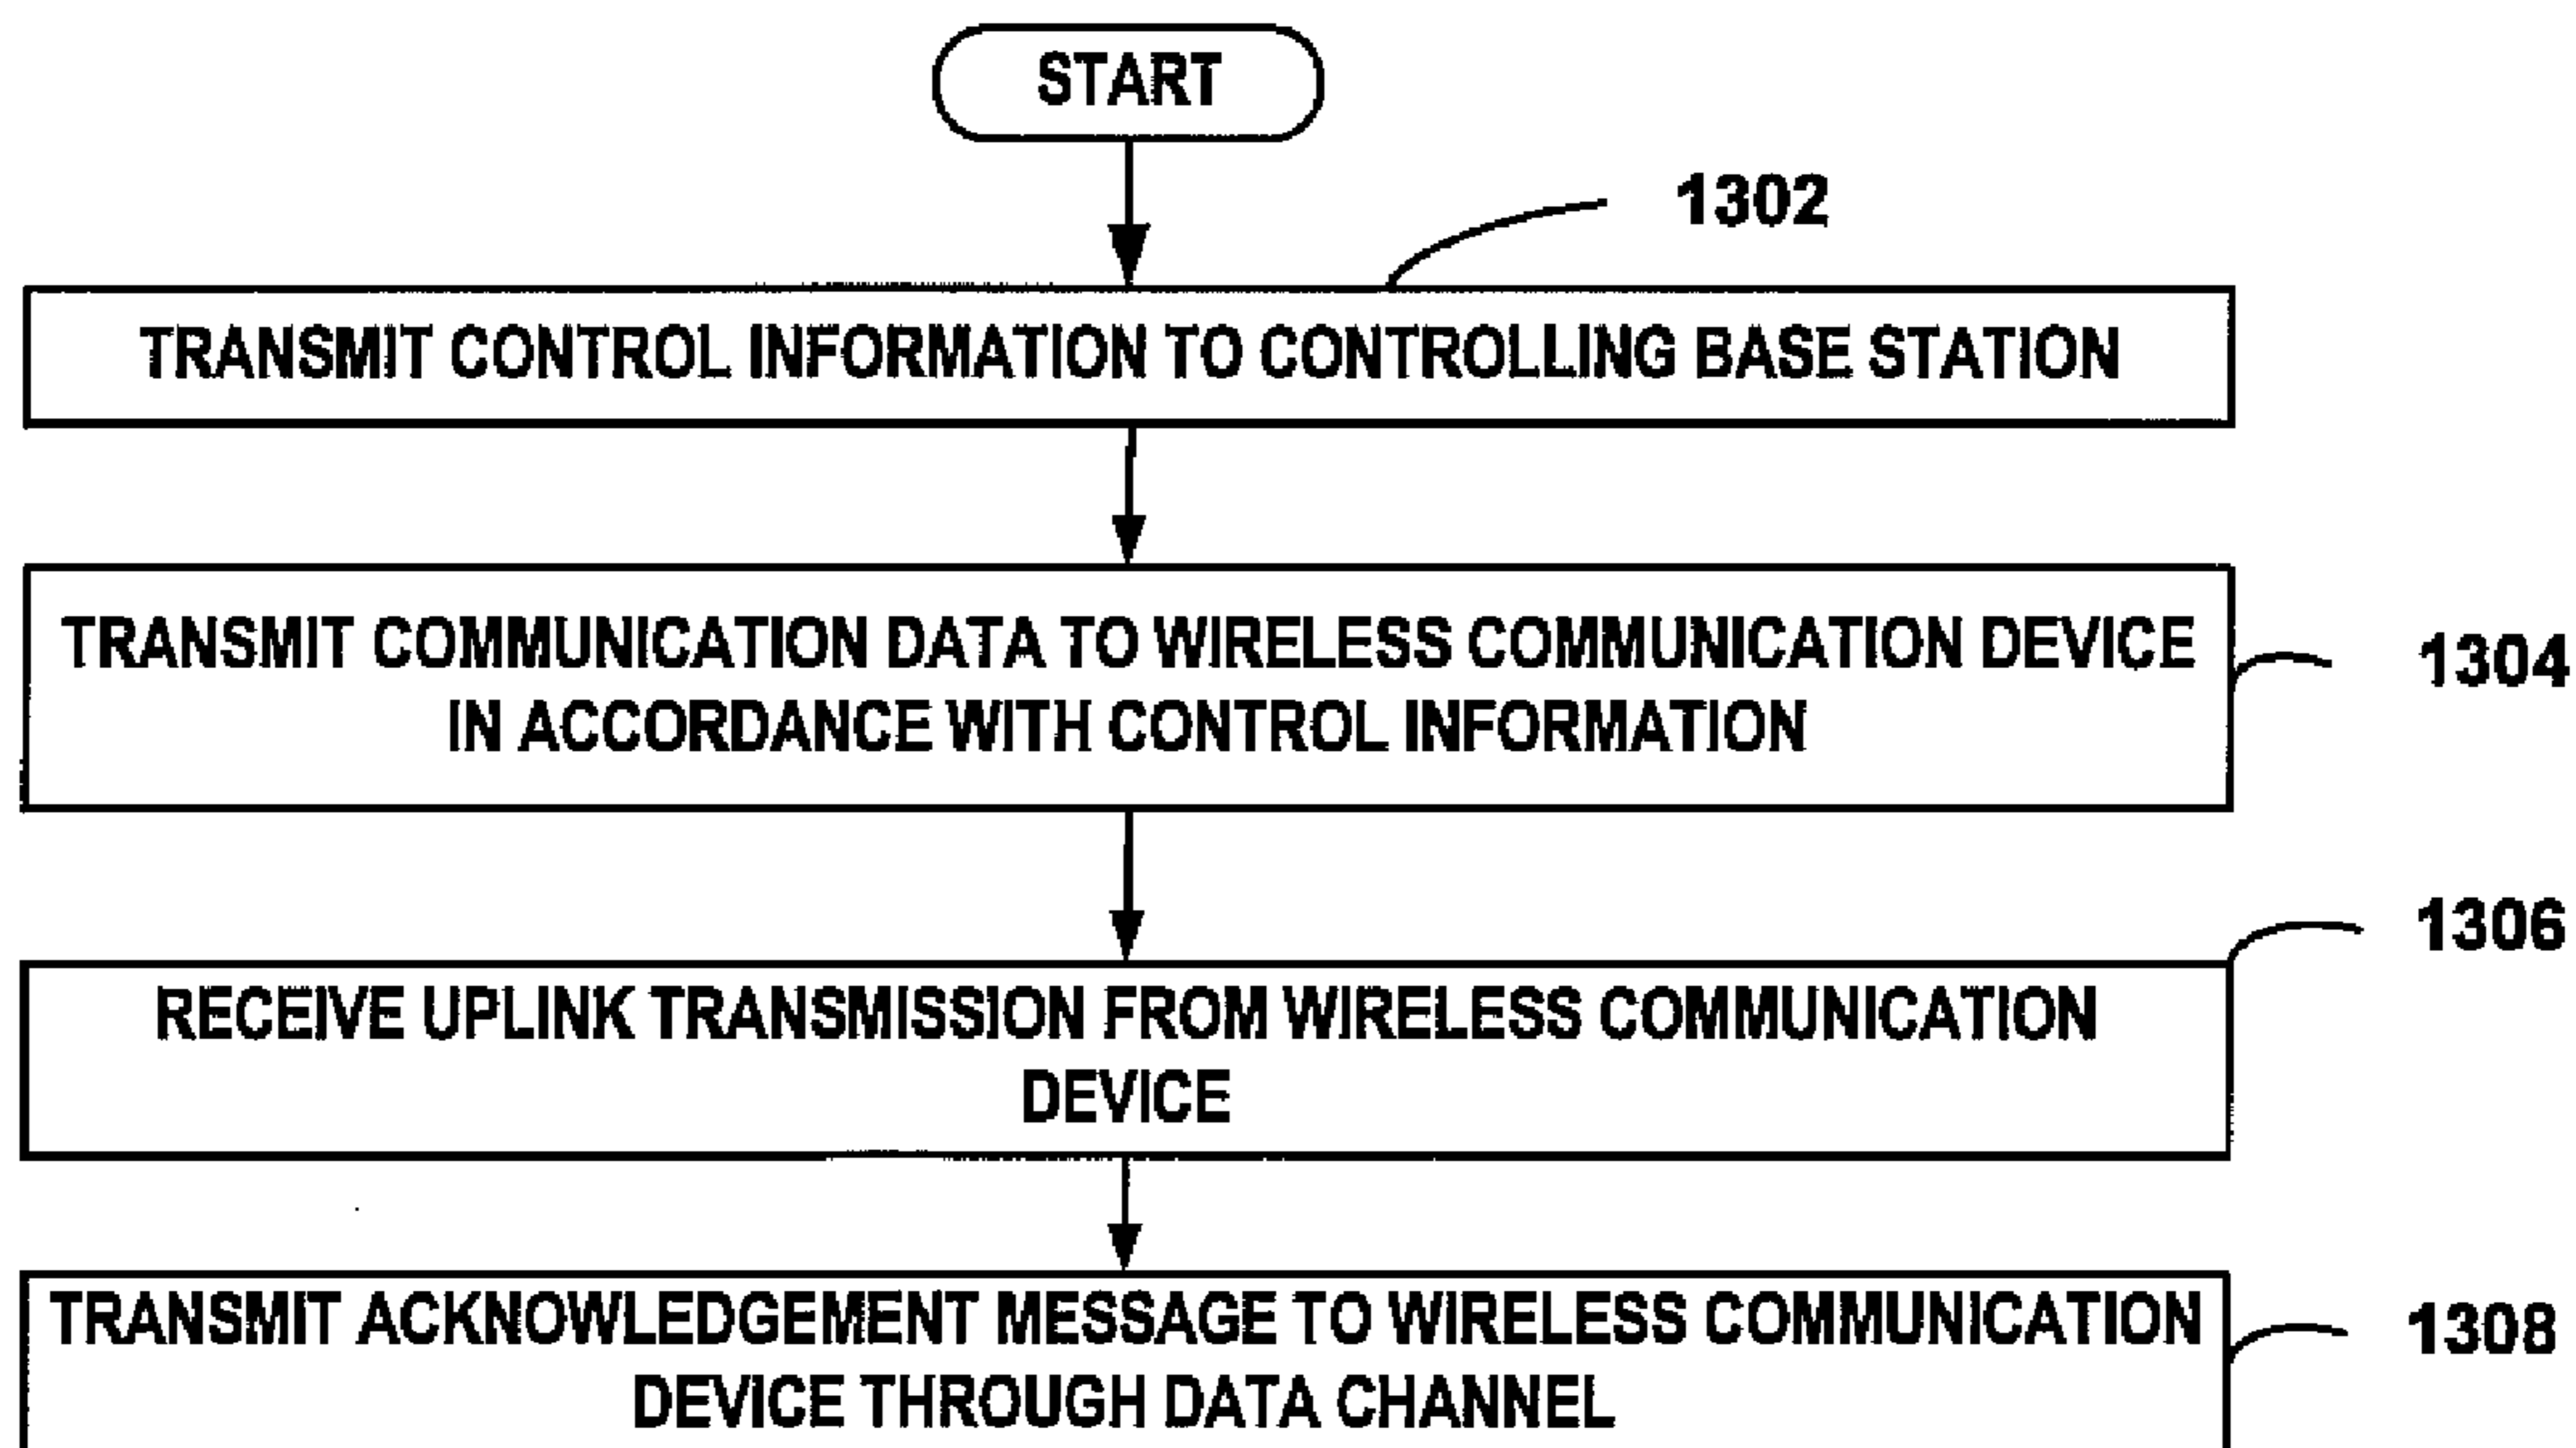 START
1302
TRANSMIT CONTROL INFORMATION TO CONTROLLING BASE STATION
TRANSMIT COMMUNICATION DATA TO WIRELESS COMMUNICATION DEVICE
IN ACCORDANCE WITH CONTROL INFORMATION
1304
1306
RECEIVE UPLINK TRANSMISSION FROM WIRELESS COMMUNICATION
DEVICE
TRANSMIT ACKNOWLEDGEMENT MESSAGE TO WIRELESS COMMUNICATION
DEVICE THROUGH DATA CHANNEL
1308